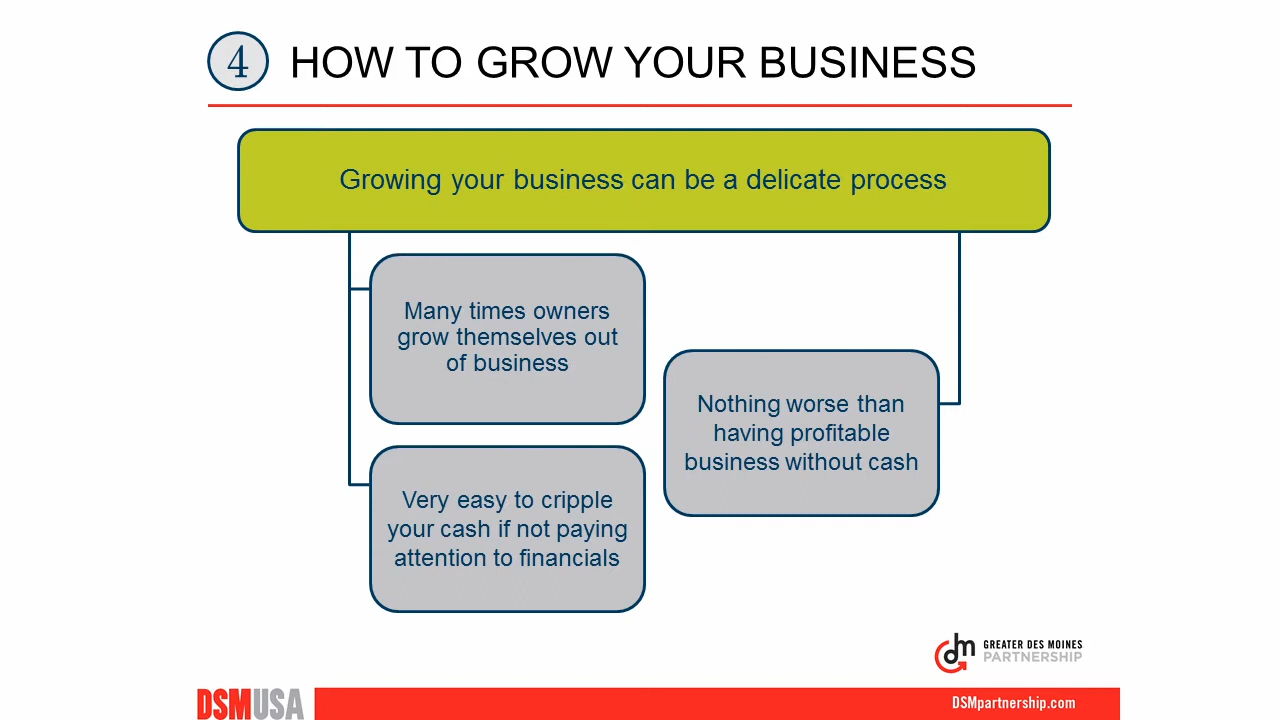 4 HOW TO GROW YOUR BUSINESS
Growing your business can be a delicate process
Many times owners
grow themselves out
of business
Very easy to cripple
your cash if not paying
attention to financials
Nothing worse than
having profitable
business without cash
dm
GREATER DES MOINES
PARTNERSHIP
DSMUSA
DSMpartnership.com